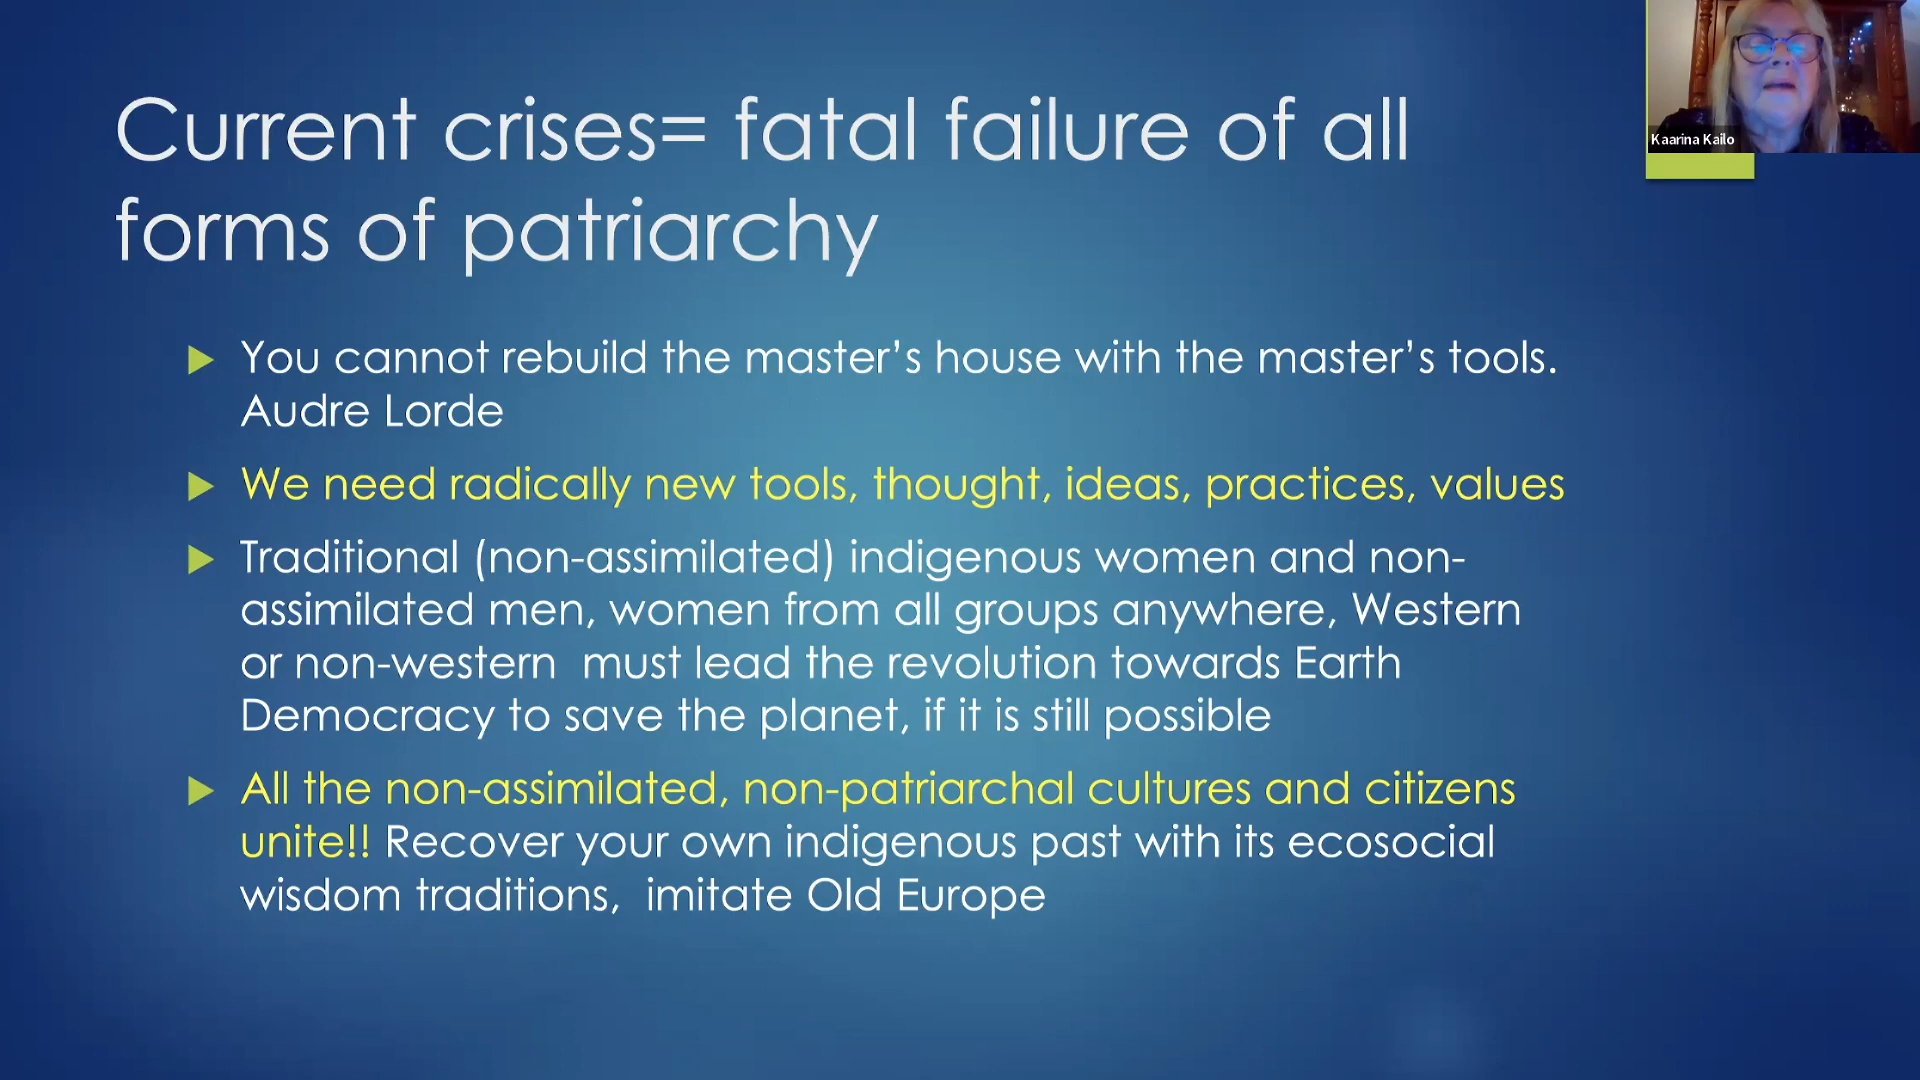 Current crises= fatal failure of all
forms of patriarchy
You cannot rebuild the master’s house with the master’s tools.
Audre Lorde
We need radically new tools, thought, ideas, practices, values
Traditional (non-assimilated) indigenous women and non-
assimilated men, women from all groups anywhere, Western
or non-western  must lead the revolution towards Earth
Democracy to save the planet, if it is still possible
All the non-assimilated, non-patriarchal cultures and citizens
unite!! Recover your own indigenous past with its ecosocial
wisdom traditions,  imitate Old Europe
Kaarina Kailo